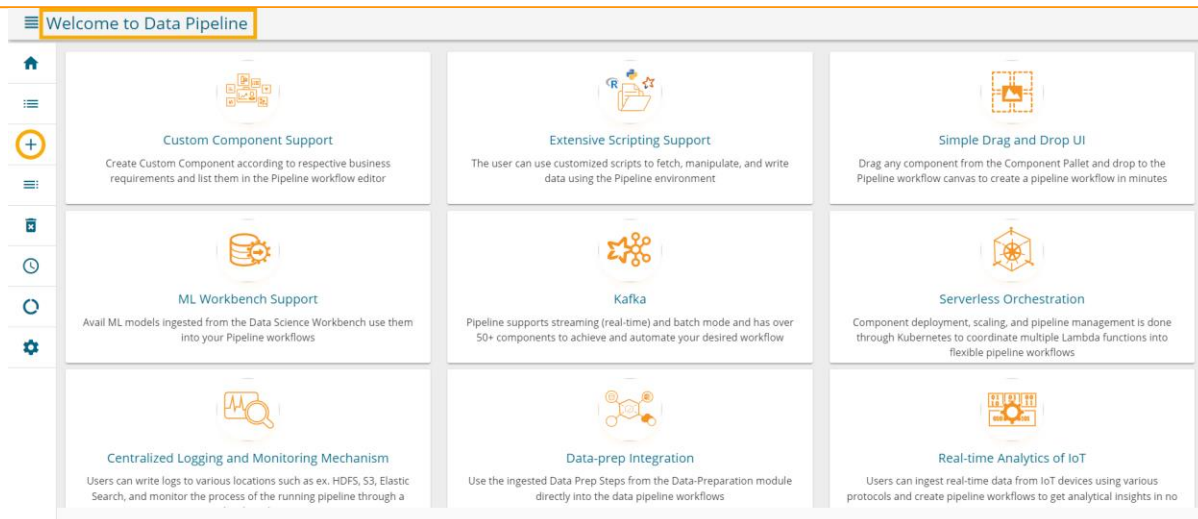 Welcome to Data Pipeline
R
Custom Component Support
Create Custom Component according to respective business
requirements and list them in the Pipeline workflow editor
Extensive Scripting Support
The user can use customized scripts to fetch, manipulate, and write
data using the Pipeline environment
Simple Drag and Drop UI
Drag any component from the Component Pallet and drop to the
Pipeline workflow canvas to create a pipeline workflow in minutes
ML Workbench Support
Avail ML models ingested from the Data Science Workbench use them
into your Pipeline workflows
Kafka
Pipeline supports streaming (real-time) and batch mode and has over
50+ components to achieve and automate your desired workflow
Serverless Orchestration
Component deployment, scaling, and pipeline management is done
through Kubernetes to coordinate multiple Lambda functions into
flexible pipeline workflows
Centralized Logging and Monitoring Mechanism
Users can write logs to various locations such as ex. HDFS, S3, Elastic
Search, and monitor the process of the running pipeline through a
Data-prep Integration
Use the ingested Data Prep Steps from the Data-Preparation module
directly into the data pipeline workflows
Real-time Analytics of IoT
Users can ingest real-time data from IoT devices using various
protocols and create pipeline workflows to get analytical insights in no